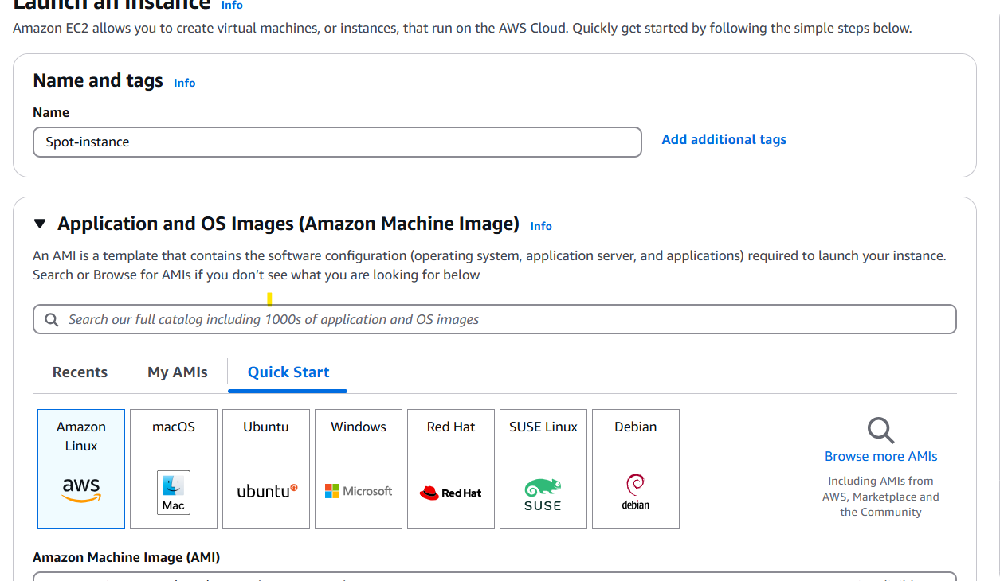 Launch an instance Info
Amazon EC2 allows you to create virtual machines, or instances, that run on the AWS Cloud. Quickly get started by following the simple steps below.
Name and tags Info
Name
Spot-instance
Add additional tags
Application and OS Images (Amazon Machine Image) Info
An AMI is a template that contains the software configuration (operating system, application server, and applications) required to launch your instance.
Search or Browse for AMIs if you don't see what you are looking for below
Search our full catalog including 1000s of application and OS images
Recents
My AMIs
Quick Start
Amazon
Linux
aws
macOS
Mac
Ubuntu
ubuntu
Windows
Microsoft
Red Hat
Red Hat
SUSE Linux
SUSE
Debian
debian
Browse more AMIs
Including AMIs from
AWS, Marketplace and
the Community
Amazon Machine Image (AMI)